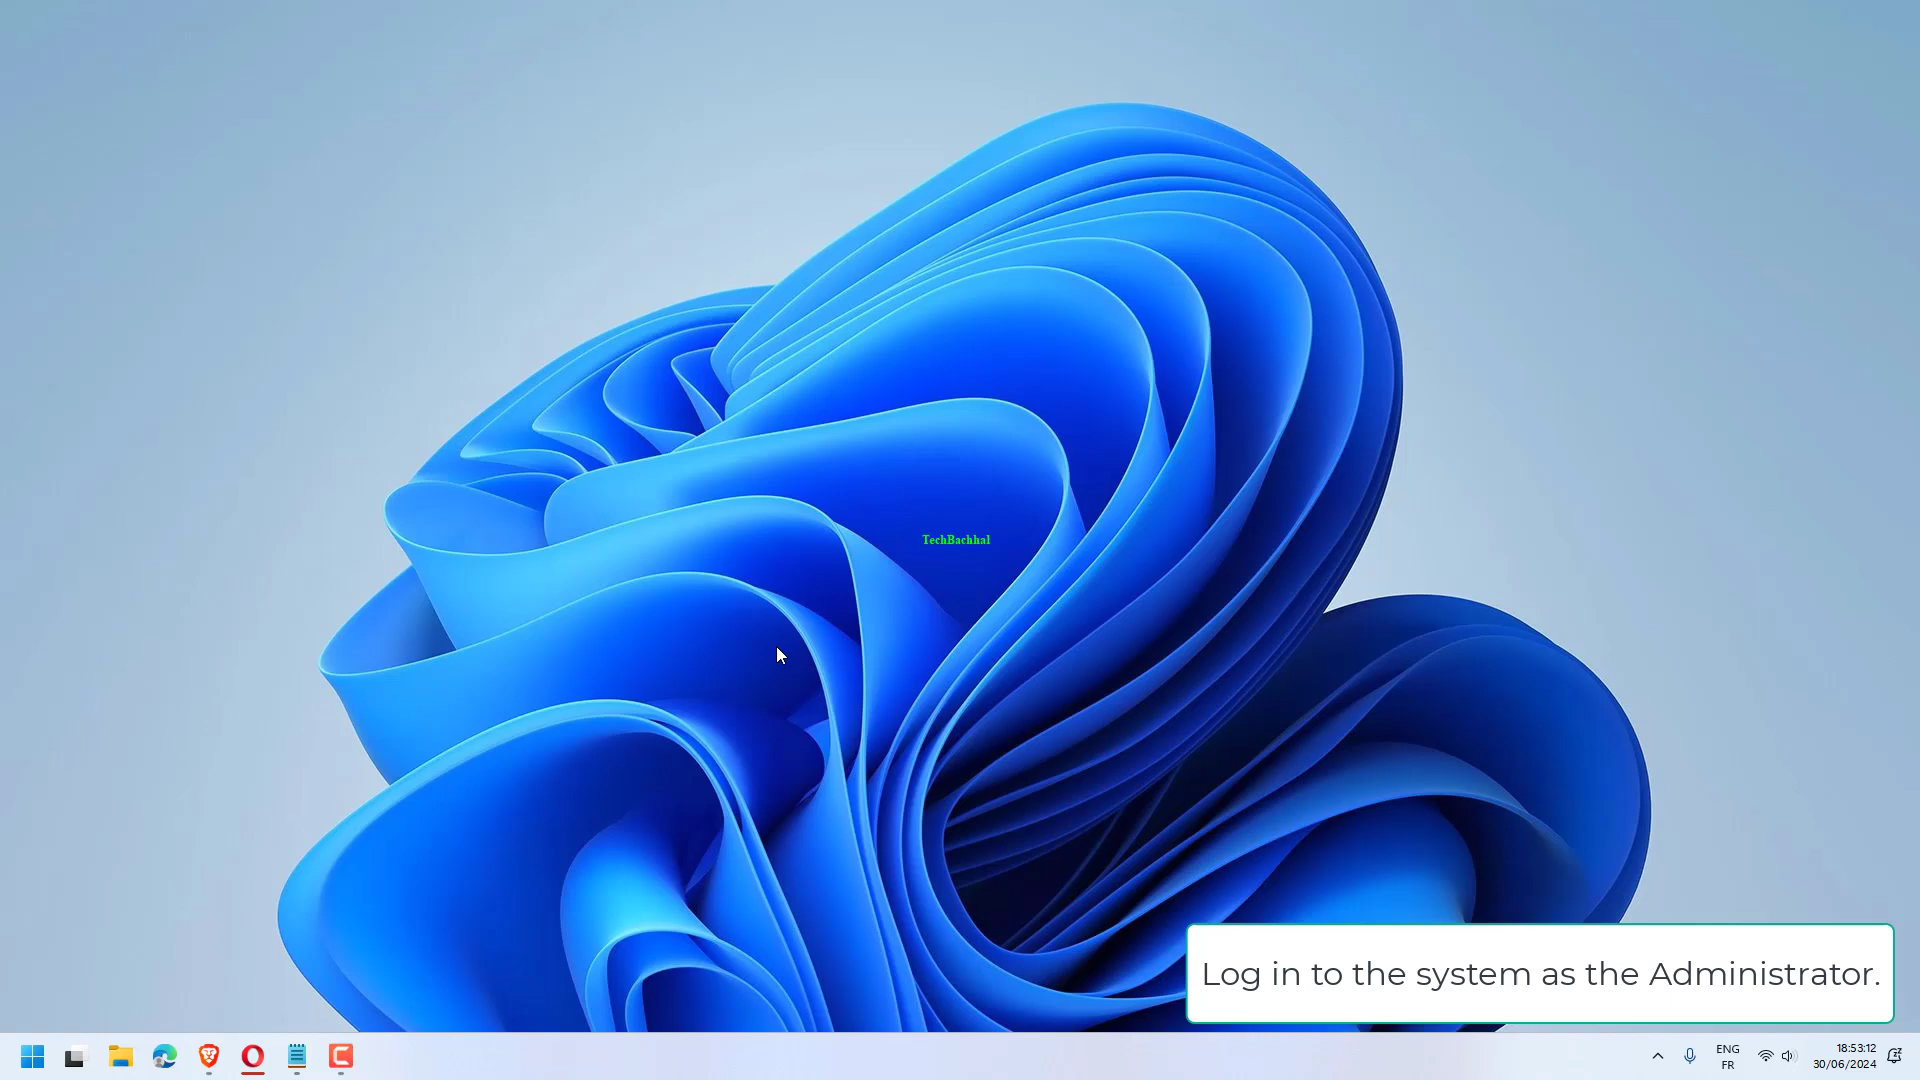 TechBachhal
Log in to the system as the Administrator.
ENG
FR
18:53:12
30/06/2024